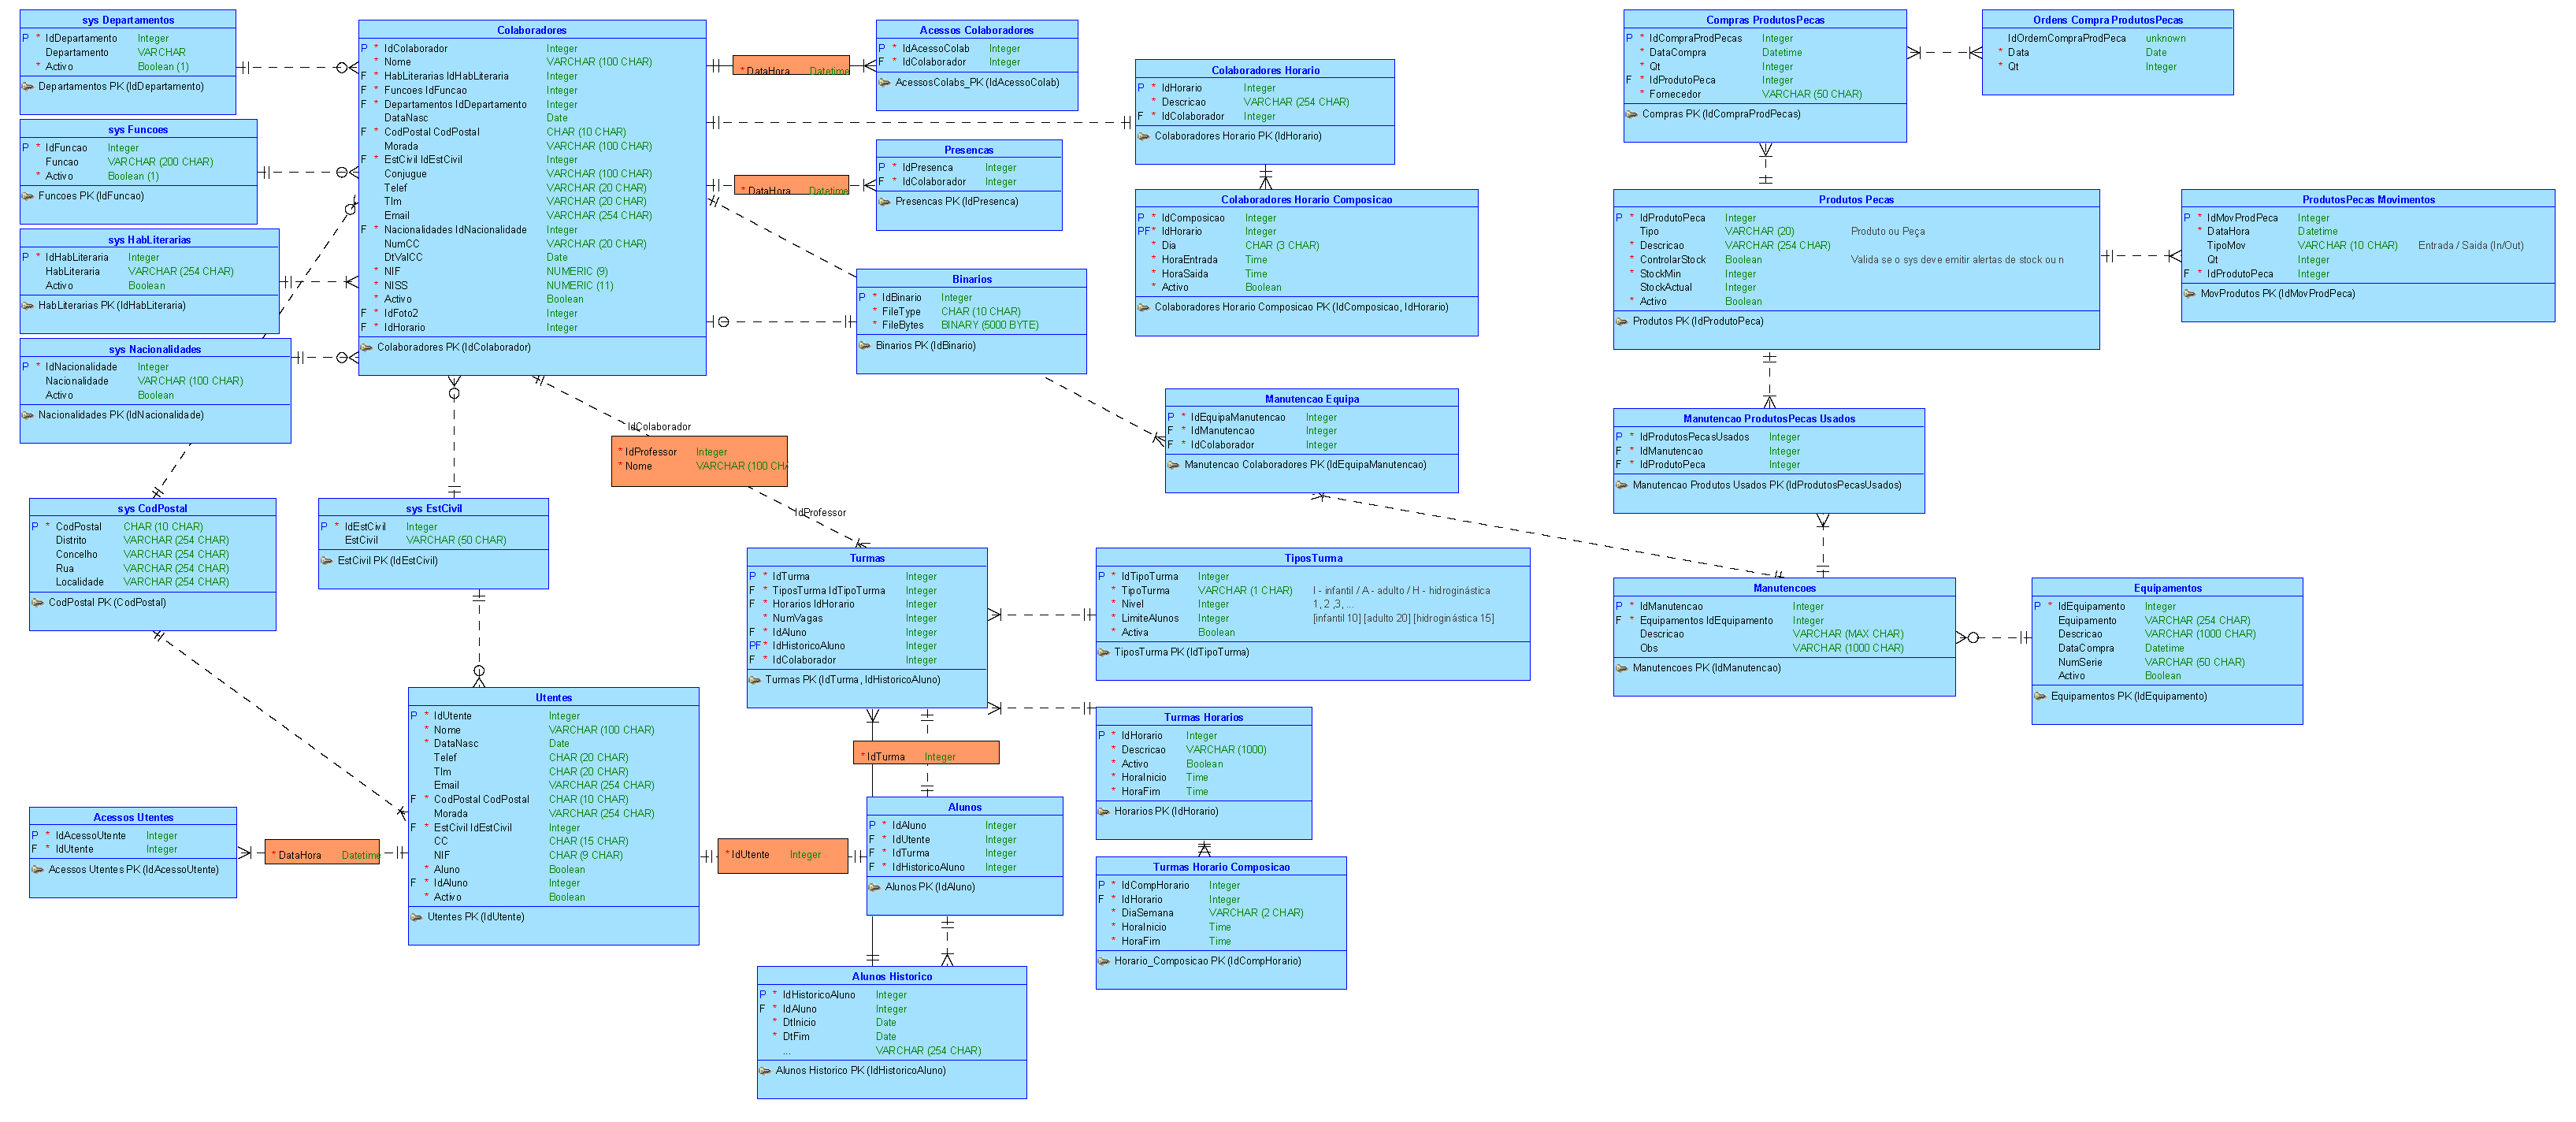 sys Departamentos
P * IdDepartamento Integer
Departamento VARCHAR
* Activo Boolean (1)
Departamentos PK (IdDepartamento)
sys Funcoes
P * IdFuncao Integer
Funcao VARCHAR (200 CHAR)
* Activo Boolean (1)
Funcoes PK (IdFuncao)
sys HabLiterarias
P * IdHabLiteraria Integer
HabLiteraria VARCHAR (254 CHAR)
Activo Boolean
HabLiterarias PK (IdHabLiteraria)
sys Nacionalidades
P * IdNacionalidade Integer
Nacionalidade VARCHAR (100 CHAR)
Activo Boolean
Nacionalidades PK (IdNacionalidade)
Colaboradores
P * IdColaborador Integer
* Nome VARCHAR (100 CHAR)
F * HabLiterarias IdHabLiteraria Integer
F * Funcoes IdFuncao Integer
F * Departamentos IdDepartamento Integer
DataNasc Date
F * CodPostal CodPostal CHAR (10 CHAR)
Morada VARCHAR (100 CHAR)
F * EstCivil IdEstCivil Integer
Conjugue VARCHAR (100 CHAR)
Telef VARCHAR (20 CHAR)
Tlm VARCHAR (20 CHAR)
Email VARCHAR (254 CHAR)
F * Nacionalidades IdNacionalidade Integer
NumCC VARCHAR (20 CHAR)
DtValCC Date
* NIF NUMERIC (9)
* NISS NUMERIC (11)
* Activo Boolean
F * IdFoto2 Integer
F * IdHorario Integer
Colaboradores PK (IdColaborador)
* DataHora Datetime
Acessos Colaboradores
P * IdAcessoColab Integer
F * IdColaborador Integer
AcessosColabs_PK (IdAcessoColab)
* DataHora Datetime
Presencas
P * IdPresenca Integer
F * IdColaborador Integer
Presencas PK (IdPresenca)
Binarios
P * IdBinario Integer
* FileType CHAR (10 CHAR)
* FileBytes BINARY (5000 BYTE)
Binarios PK (IdBinario)
Colaboradores Horario
P * IdHorario Integer
* Descricao VARCHAR (254 CHAR)
F * IdColaborador Integer
Colaboradores Horario PK (IdHorario)
Colaboradores Horario Composicao
P * IdComposicao Integer
PF * IdHorario Integer
* Dia CHAR (3 CHAR)
* HoraEntrada Time
* HoraSaida Time
* Activo Boolean
Colaboradores Horario Composicao PK (IdComposicao, IdHorario)
Compras ProdutosPecas
P * IdCompraProdPecas Integer
* DataCompra Datetime
* Qt Integer
F * IdProdutoPeca Integer
* Fornecedor VARCHAR (50 CHAR)
Compras PK (IdCompraProdPecas)
Ordens Compra ProdutosPecas
IdOrdemCompraProdPeca unknown
* Data Date
* Qt Integer
Produtos Pecas
P * IdProdutoPeca Integer
Tipo VARCHAR (20) Produto ou Peça
* Descricao VARCHAR (254 CHAR)
* ControlarStock Boolean Valida se o sys deve emitir alertas de stock ou n
* StockMin Integer
StockActual Integer
* Activo Boolean
Produtos PK (IdProdutoPeca)
ProdutosPecas Movimentos
P * IdMovProdPeca Integer
* DataHora Datetime
TipoMov VARCHAR (10 CHAR) Entrada / Saida (In/Out)
Qt Integer
F * IdProdutoPeca Integer
MovProdutos PK (IdMovProdPeca)
Manutencao Equipa
P * IdEquipaManutencao Integer
F * IdManutencao Integer
F * IdColaborador Integer
Manutencao Colaboradores PK (IdEquipaManutencao)
Manutencao ProdutosPecas Usados
P * IdProdutosPecasUsados Integer
F * IdManutencao Integer
F * IdProdutoPeca Integer
Manutencao Produtos Usados PK (IdProdutosPecasUsados)
IdColaborador
* IdProfessor Integer
* Nome VARCHAR (100 CHA
IdProfessor
sys CodPostal
P * CodPostal CHAR (10 CHAR)
Distrito VARCHAR (254 CHAR)
Concelho VARCHAR (254 CHAR)
Rua VARCHAR (254 CHAR)
Localidade VARCHAR (254 CHAR)
CodPostal PK (CodPostal)
sys EstCivil
P * IdEstCivil Integer
EstCivil VARCHAR (50 CHAR)
EstCivil PK (IdEstCivil)
Turmas
P * IdTurma Integer
F * TiposTurma IdTipoTurma Integer
F * Horarios IdHorario Integer
* NumVagas Integer
F * IdAluno Integer
PF * IdHistoricoAluno Integer
F * IdColaborador Integer
Turmas PK (IdTurma, IdHistoricoAluno)
TiposTurma
P * IdTipoTurma Integer
* TipoTurma VARCHAR (1 CHAR) I - infantil / A - adulto / H - hidroginástica
* Nivel Integer 1, 2 ,3, ...
* LimiteAlunos Integer [infantil 10] [adulto 20] [hidroginástica 15]
* Activa Boolean
TiposTurma PK (IdTipoTurma)
Manutencoes
P * IdManutencao Integer
F * Equipamentos IdEquipamento Integer
Descricao VARCHAR (MAX CHAR)
Obs VARCHAR (1000 CHAR)
Manutencoes PK (IdManutencao)
Equipamentos
P * IdEquipamento Integer
Equipamento VARCHAR (254 CHAR)
Descricao VARCHAR (1000 CHAR)
DataCompra Datetime
NumSerie VARCHAR (50 CHAR)
Activo Boolean
Equipamentos PK (IdEquipamento)
Utentes
P * IdUtente Integer
* Nome VARCHAR (100 CHAR)
* DataNasc Date
Telef CHAR (20 CHAR)
Tlm CHAR (20 CHAR)
Email VARCHAR (254 CHAR)
F * CodPostal CodPostal CHAR (10 CHAR)
Morada VARCHAR (254 CHAR)
F * EstCivil IdEstCivil Integer
CC CHAR (15 CHAR)
NIF CHAR (9 CHAR)
* Aluno Boolean
F * IdAluno Integer
* Activo Boolean
Utentes PK (IdUtente)
* IdTurma Integer
Turmas Horarios
P * IdHorario Integer
* Descricao VARCHAR (1000)
* Activo Boolean
* HoraInicio Time
* HoraFim Time
Horarios PK (IdHorario)
Acessos Utentes
P * IdAcessoUtente Integer
F * IdUtente Integer
Acessos Utentes PK (IdAcessoUtente)
* DataHora Datetime
* IdUtente Integer
Alunos
P * IdAluno Integer
F * IdUtente Integer
F * IdTurma Integer
F * IdHistoricoAluno Integer
Alunos PK (IdAluno)
Turmas Horario Composicao
P * IdCompHorario Integer
F * IdHorario Integer
* DiaSemana VARCHAR (2 CHAR)
* HoraInicio Time
* HoraFim Time
Horario_Composicao PK (IdCompHorario)
Alunos Historico
P * IdHistoricoAluno Integer
F * IdAluno Integer
* DtInicio Date
* DtFim Date
... VARCHAR (254 CHAR)
Alunos Historico PK (IdHistoricoAluno)